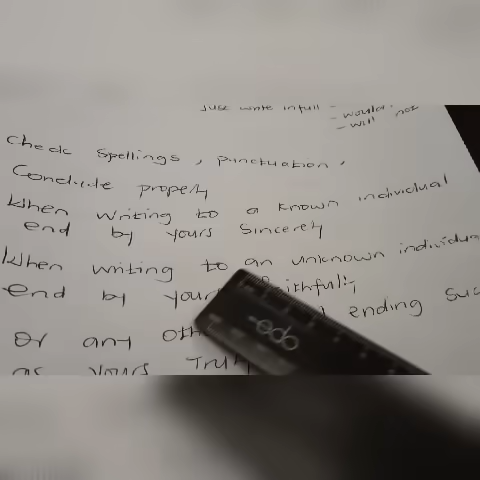 Just write in full - would not
- will
Check Spellings, punctuation.
Conclude properly
When writing to a known individual
end by yours Sincerely
When writing to an unknown individual
end by yours faithfully
ending Such
or any
as yours Truly
edo